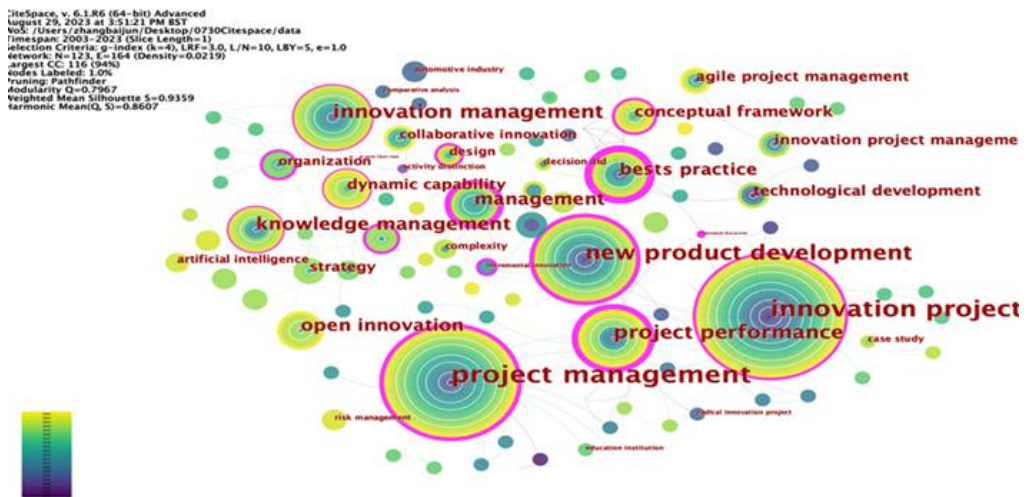 CiteSpace, v. 6.1.R6 (64-bit) Advanced
August 29, 2023 at 3:51:21 PM BST
WoS: /Users/zhangbaijun/Desktop/0730Citespace/data
Timespan: 2003-2023 (Slice Length=1)
Selection Criteria: g-index (k=4), LRF=3.0, L/N=10, LBY=5, e=1.0
Network: N=123, E=164 (Density=0.0219)
Largest CC: 116 (94%)
Nodes Labeled: 1.0%
Pruning: Pathfinder
Modularity Q=0.7967
Weighted Mean Silhouette S=0.9359
Harmonic Mean(Q, S)=0.8607
automotive industry
agile project management
comparative analysis
innovation management
conceptual framework
collaborative innovation
innovation project manageme
design
organization
decision aid
activity distinction
bests practice
dynamic capability
technological development
management
knowledge management
complexity
new product development
artificial intelligence
strategy
incremental innovation
innovation project
open innovation
project performance
case study
project management
risk management
radical innovation project
education institution